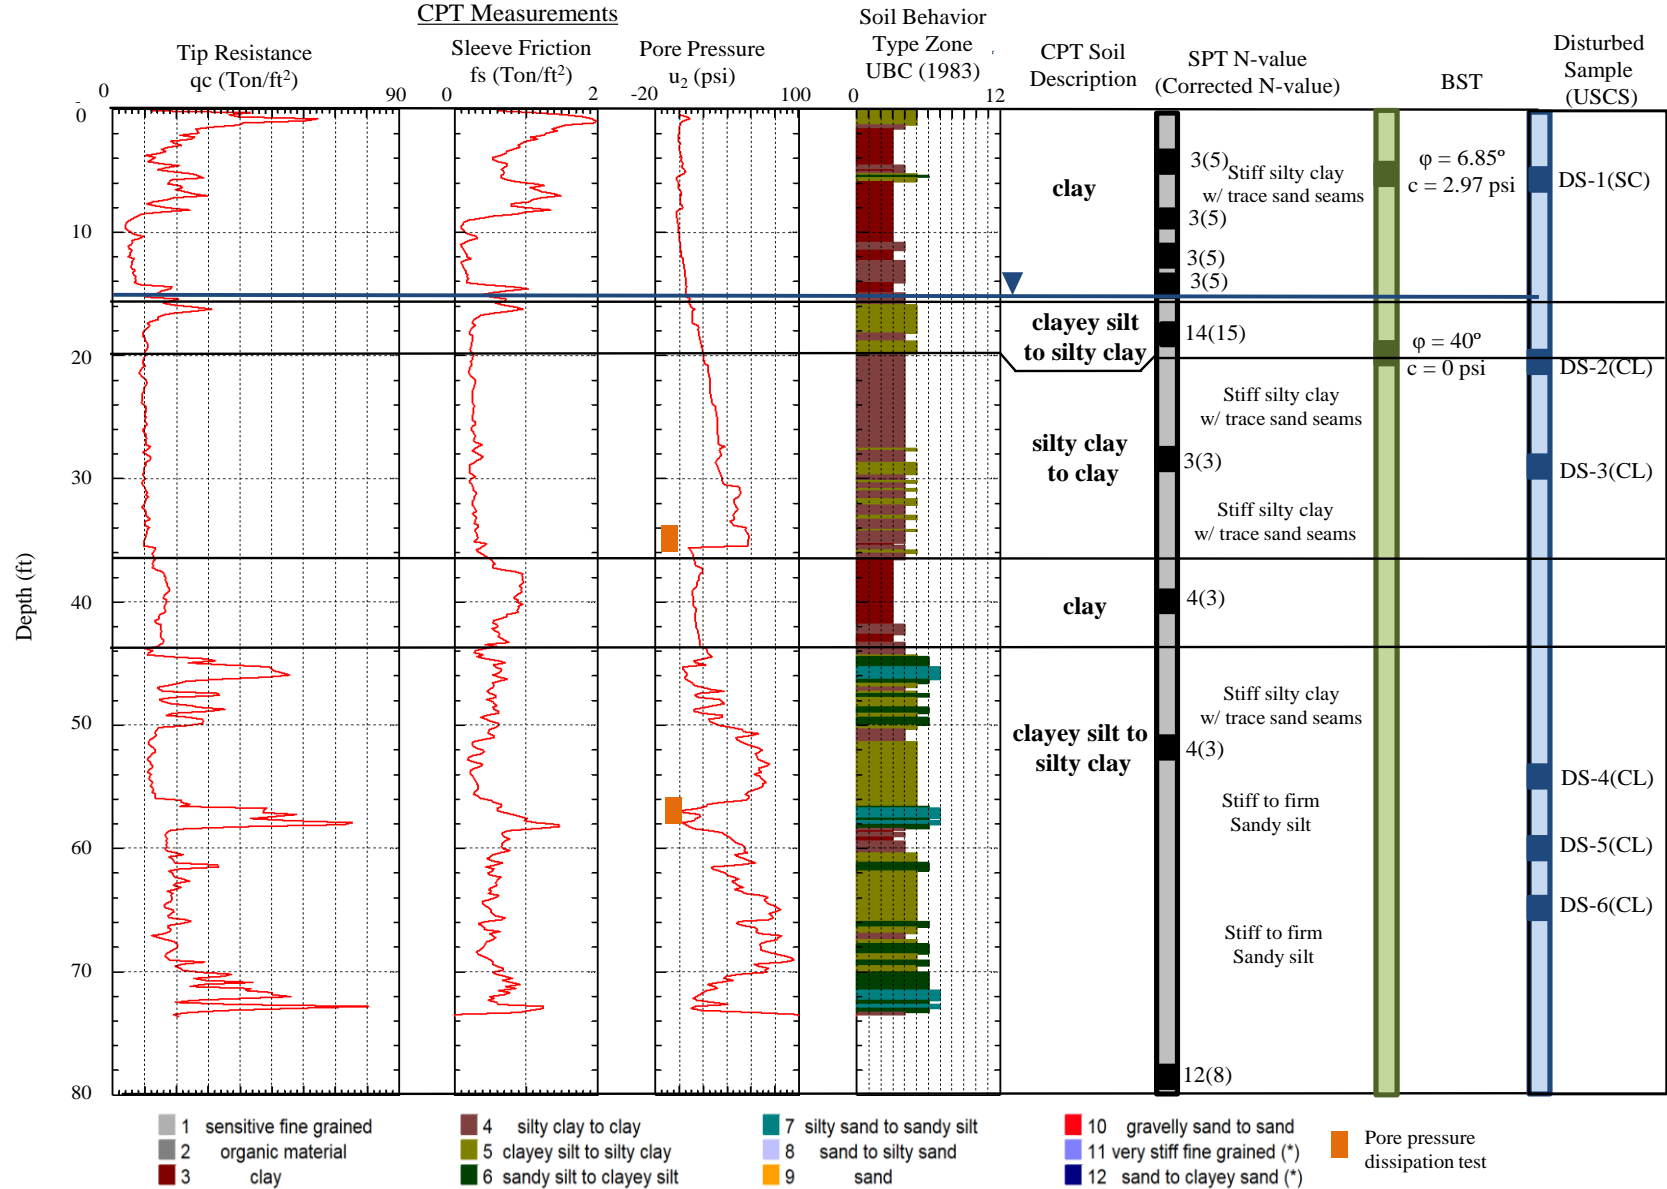 CPT Measurements
Tip Resistance
qc (Ton/ft²)
0 90
Sleeve Friction
fs (Ton/ft²)
0 2
Pore Pressure
u₂ (psi)
-20 100
Soil Behavior
Type Zone
UBC (1983)
0 12
CPT Soil
Description
SPT N-value
(Corrected N-value)
BST
Disturbed
Sample
(USCS)
Depth (ft)
0
10
20
30
40
50
60
70
80
clay
clayey silt
to silty clay
silty clay
to clay
clay
clayey silt to
silty clay
3(5)
3(5)
3(5)
3(5)
14(15)
3(3)
4(3)
4(3)
12(8)
Stiff silty clay
w/ trace sand seams
Stiff silty clay
w/ trace sand seams
Stiff silty clay
w/ trace sand seams
Stiff silty clay
w/ trace sand seams
Stiff to firm
Sandy silt
Stiff to firm
Sandy silt
φ = 6.85°
c = 2.97 psi
φ = 40°
c = 0 psi
DS-1(SC)
DS-2(CL)
DS-3(CL)
DS-4(CL)
DS-5(CL)
DS-6(CL)
1 sensitive fine grained
2 organic material
3 clay
4 silty clay to clay
5 clayey silt to silty clay
6 sandy silt to clayey silt
7 silty sand to sandy silt
8 sand to silty sand
9 sand
10 gravelly sand to sand
11 very stiff fine grained (*)
12 sand to clayey sand (*)
Pore pressure
dissipation test